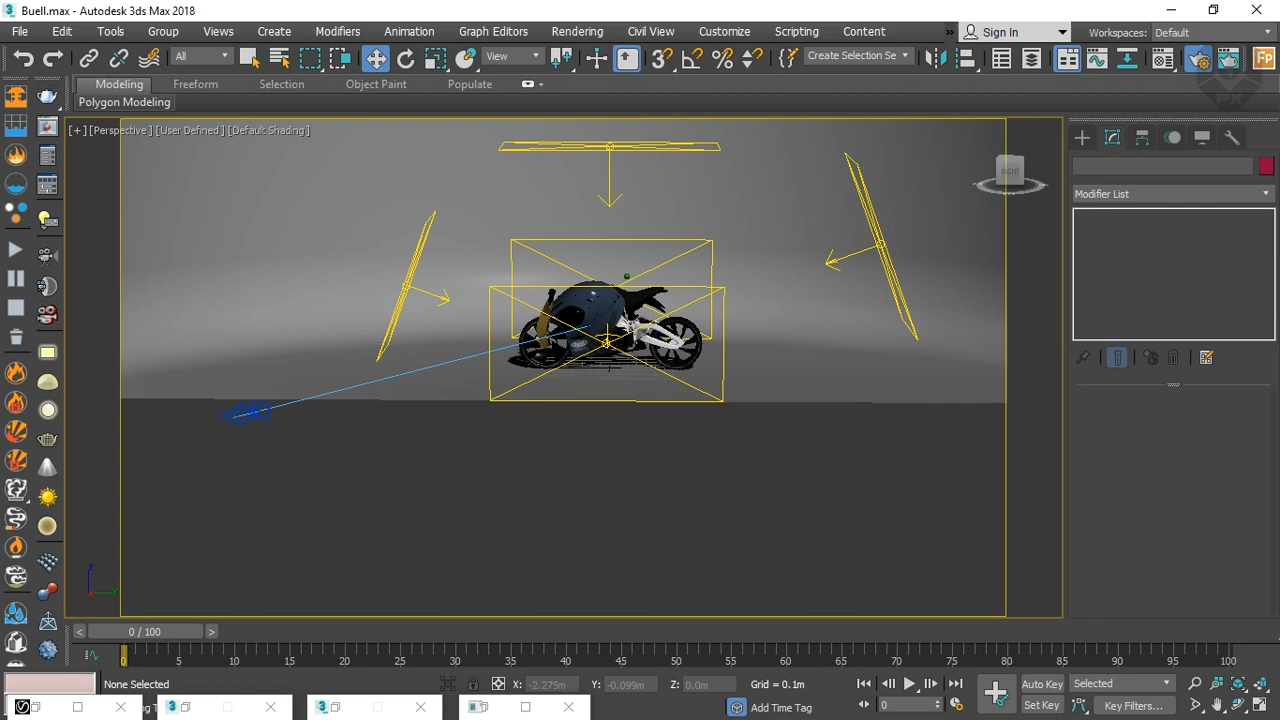 Buell.max - Autodesk 3ds Max 2018
File Edit Tools Group Views Create Modifiers Animation Graph Editors Rendering Civil View Customize Scripting Content » Sign In Workspaces: Default
All View Create Selection Se
Modeling Freeform Selection Object Paint Populate
Polygon Modeling
[+] [Perspective] [User Defined] [Default Shading]
RIGHT
Modifier List
z
Y
< 0 / 100 >
0 5 10 15 20 25 30 35 40 45 50 55 60 65 70 75 80 85 90 95 100
None Selected X: -2.275m Y: -0.099m Z: 0.0m Grid = 0.1m Auto Key Selected
Add Time Tag 0 Set Key Key Filters...